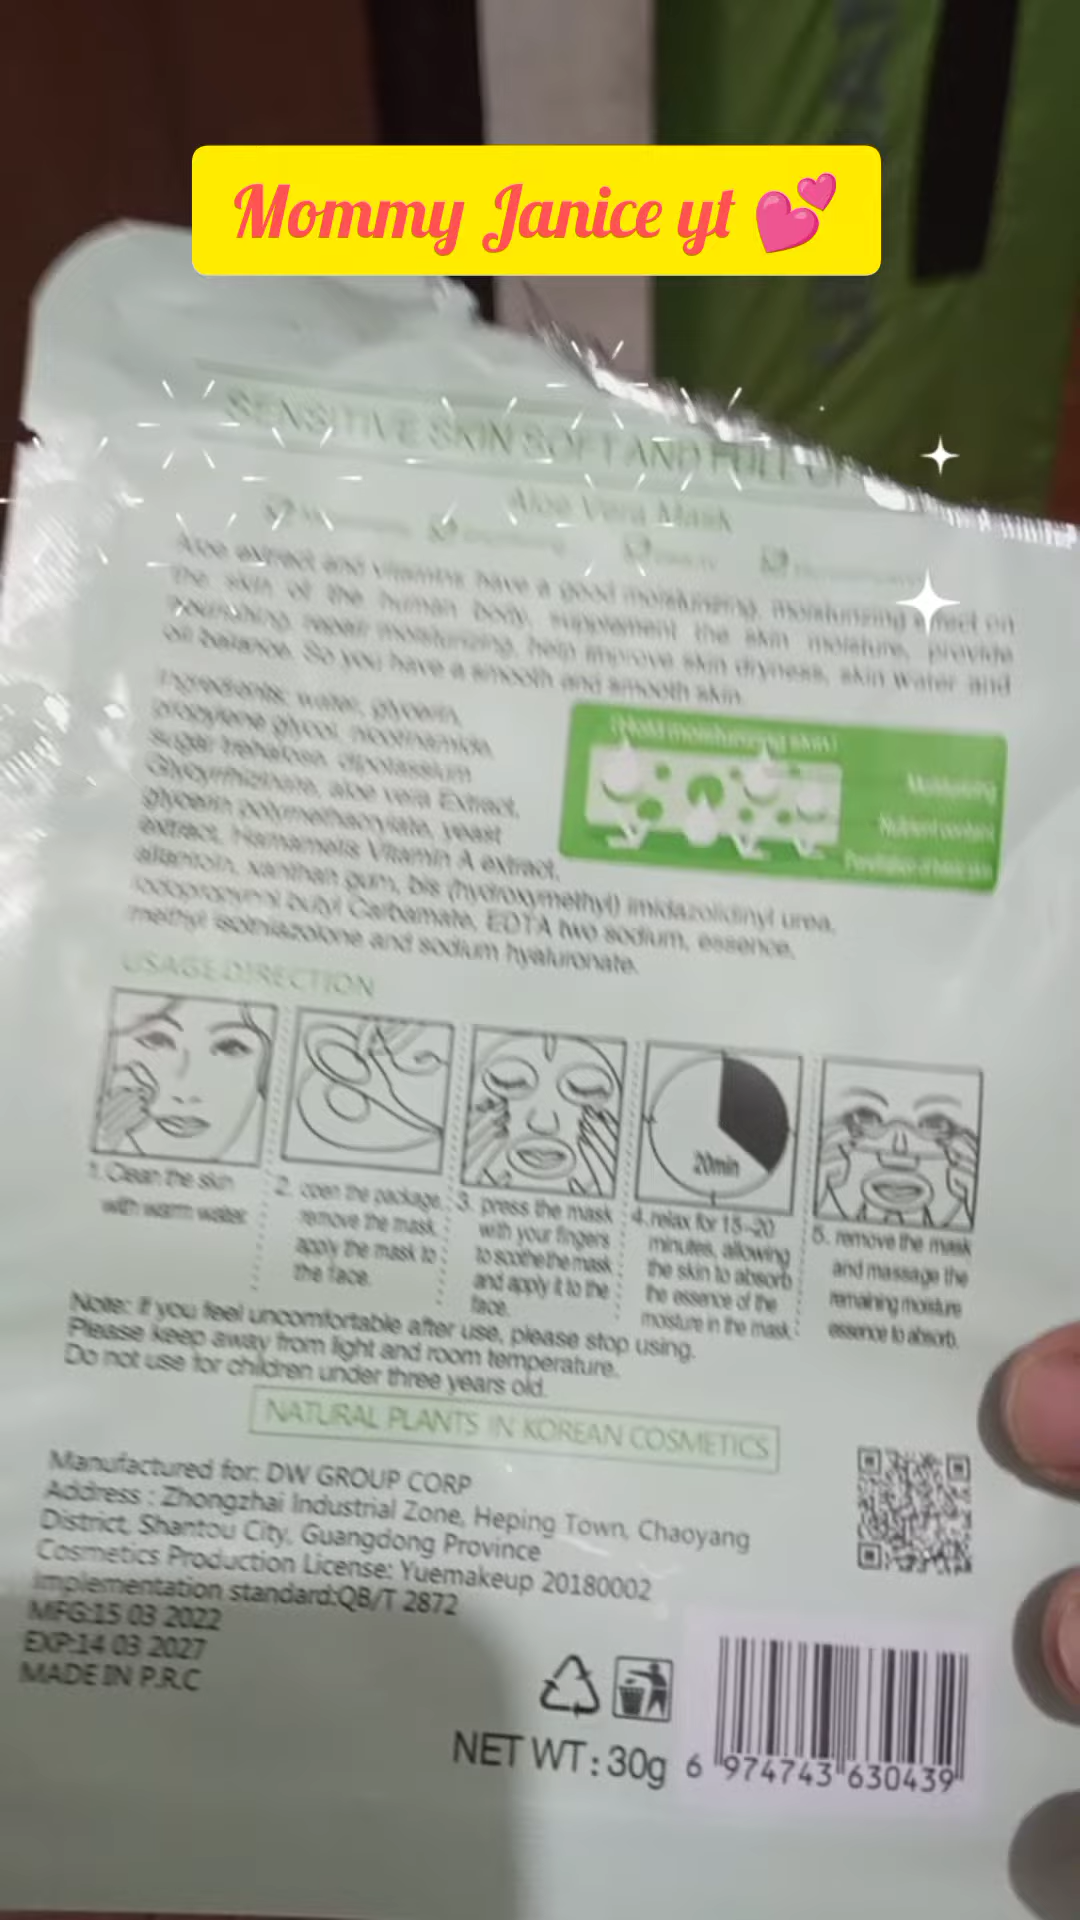 Mommy Janice yt 💕
SENSITIVE SKIN SOFT AND FULL OF
Aloe Vera Mask
Aloe extract and vitamins have a good moisturizing, moisturizing effect on
the skin of the human body, supplement the skin moisture, provide
nourishing, repair moisturizing, help improve skin dryness, skin water and
oil balance. So you have a smooth and smooth skin.
Ingredients: water, glycerin,
propylene glycol, nicotinamide,
sugar trehalose, dipotassium
Glycyrrhizinate, aloe vera Extract,
glycerin polymethacrylate, yeast
extract, Hamamelis Vitamin A extract,
allantoin, xanthan gum, bis (hydroxymethyl) imidazolidinyl urea,
iodopropynyl butyl Carbamate, EDTA two sodium, essence,
methyl isothiazolone and sodium hyaluronate.
(Hold moisturizing skin)
Moisturizing
Nutrient contains
USAGE DIRECTION
20min
1. Clean the skin
with warm water.
2. open the package,
remove the mask
apply the mask to
the face.
3. press the mask
with your fingers
to soothe the mask
and apply it to the
face.
4. relax for 15-20
minutes, allowing
the skin to absorb
the essence of the
moisture in the mask.
5. remove the mask
and massage the
remaining moisture
essence to absorb.
Note: If you feel uncomfortable after use, please stop using.
Please keep away from light and room temperature.
Do not use for children under three years old.
NATURAL PLANTS IN KOREAN COSMETICS
Manufactured for: DW GROUP CORP
Address : Zhongzhai Industrial Zone, Heping Town, Chaoyang
District, Shantou City, Guangdong Province
Cosmetics Production License: Yuemakeup 20180002
Implementation standard:QB/T 2872
MFG:15 03 2022
EXP:14 03 2027
MADE IN P.R.C
NET WT : 30g
6 974743 630439